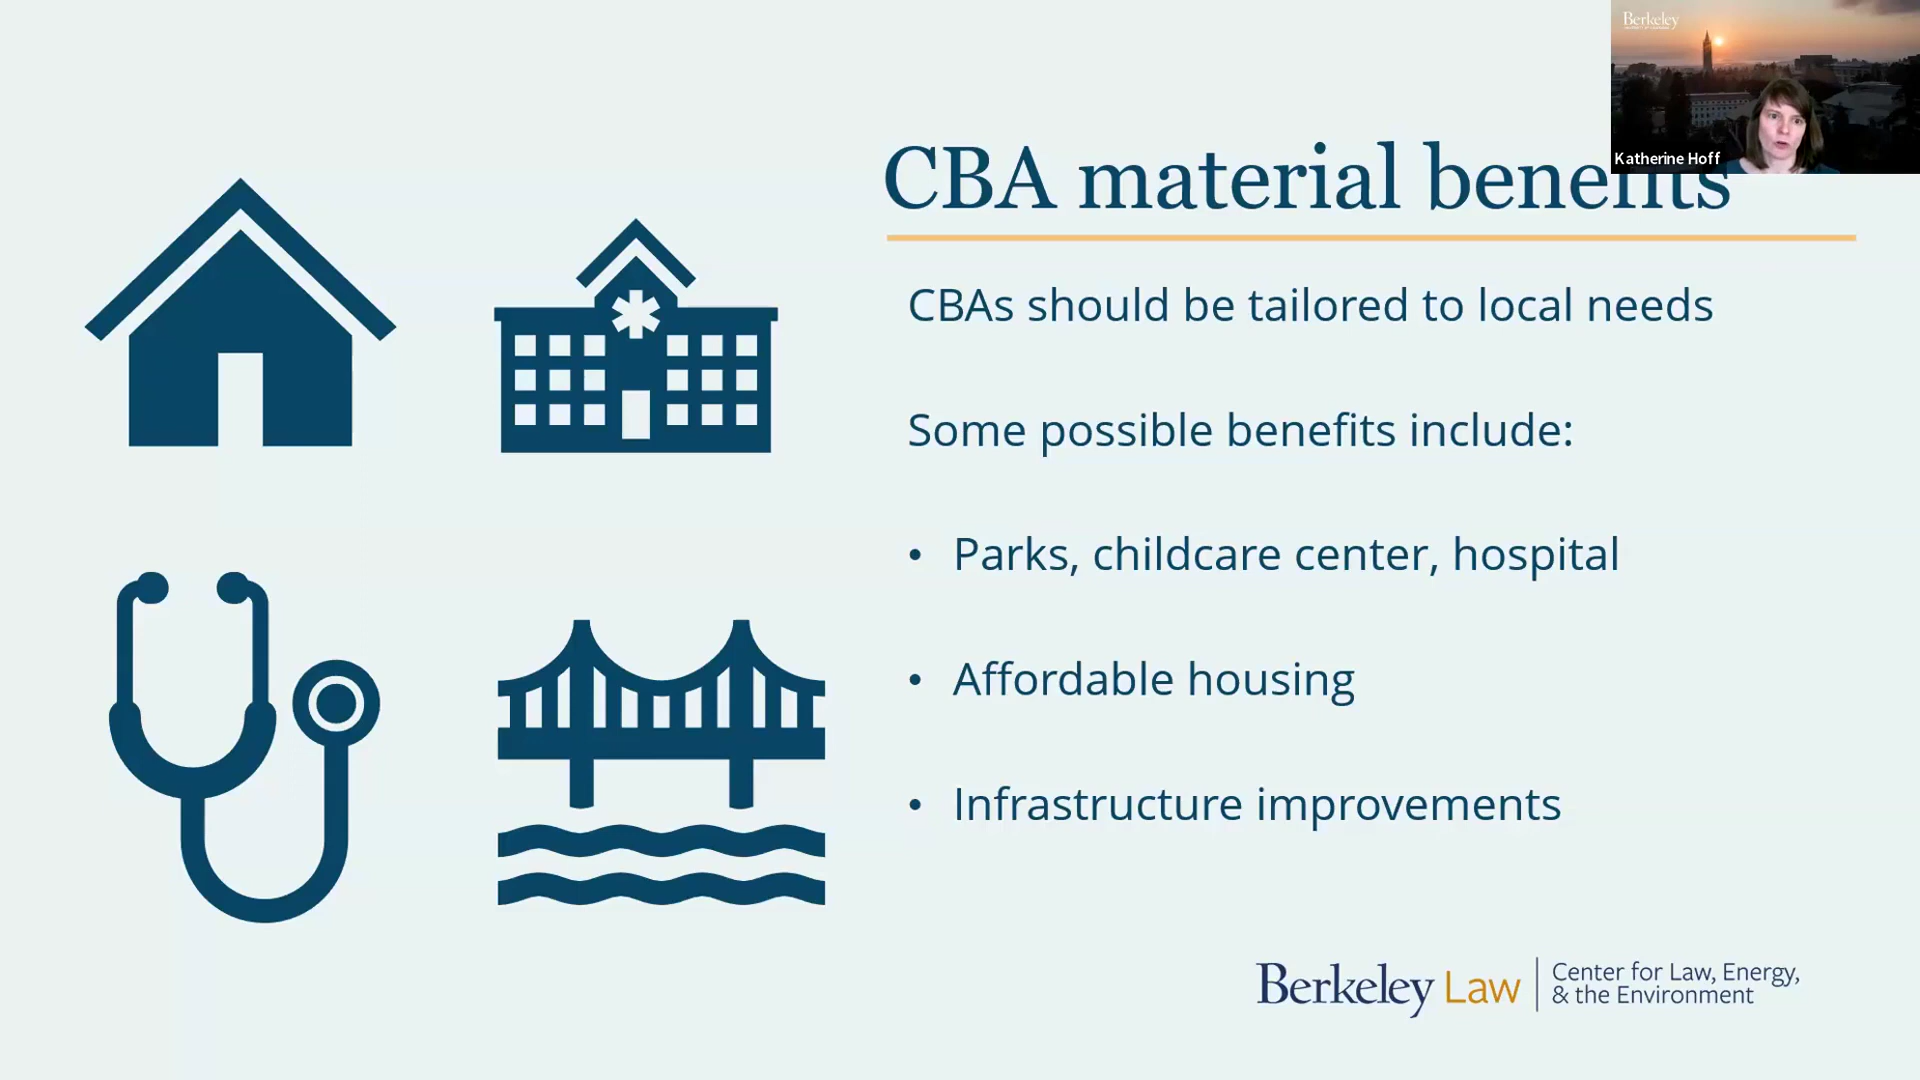 Berkeley
Katherine Hoff
CBA material benefits
CBAs should be tailored to local needs
Some possible benefits include:
• Parks, childcare center, hospital
• Affordable housing
• Infrastructure improvements
Berkeley Law
Center for Law, Energy,
& the Environment